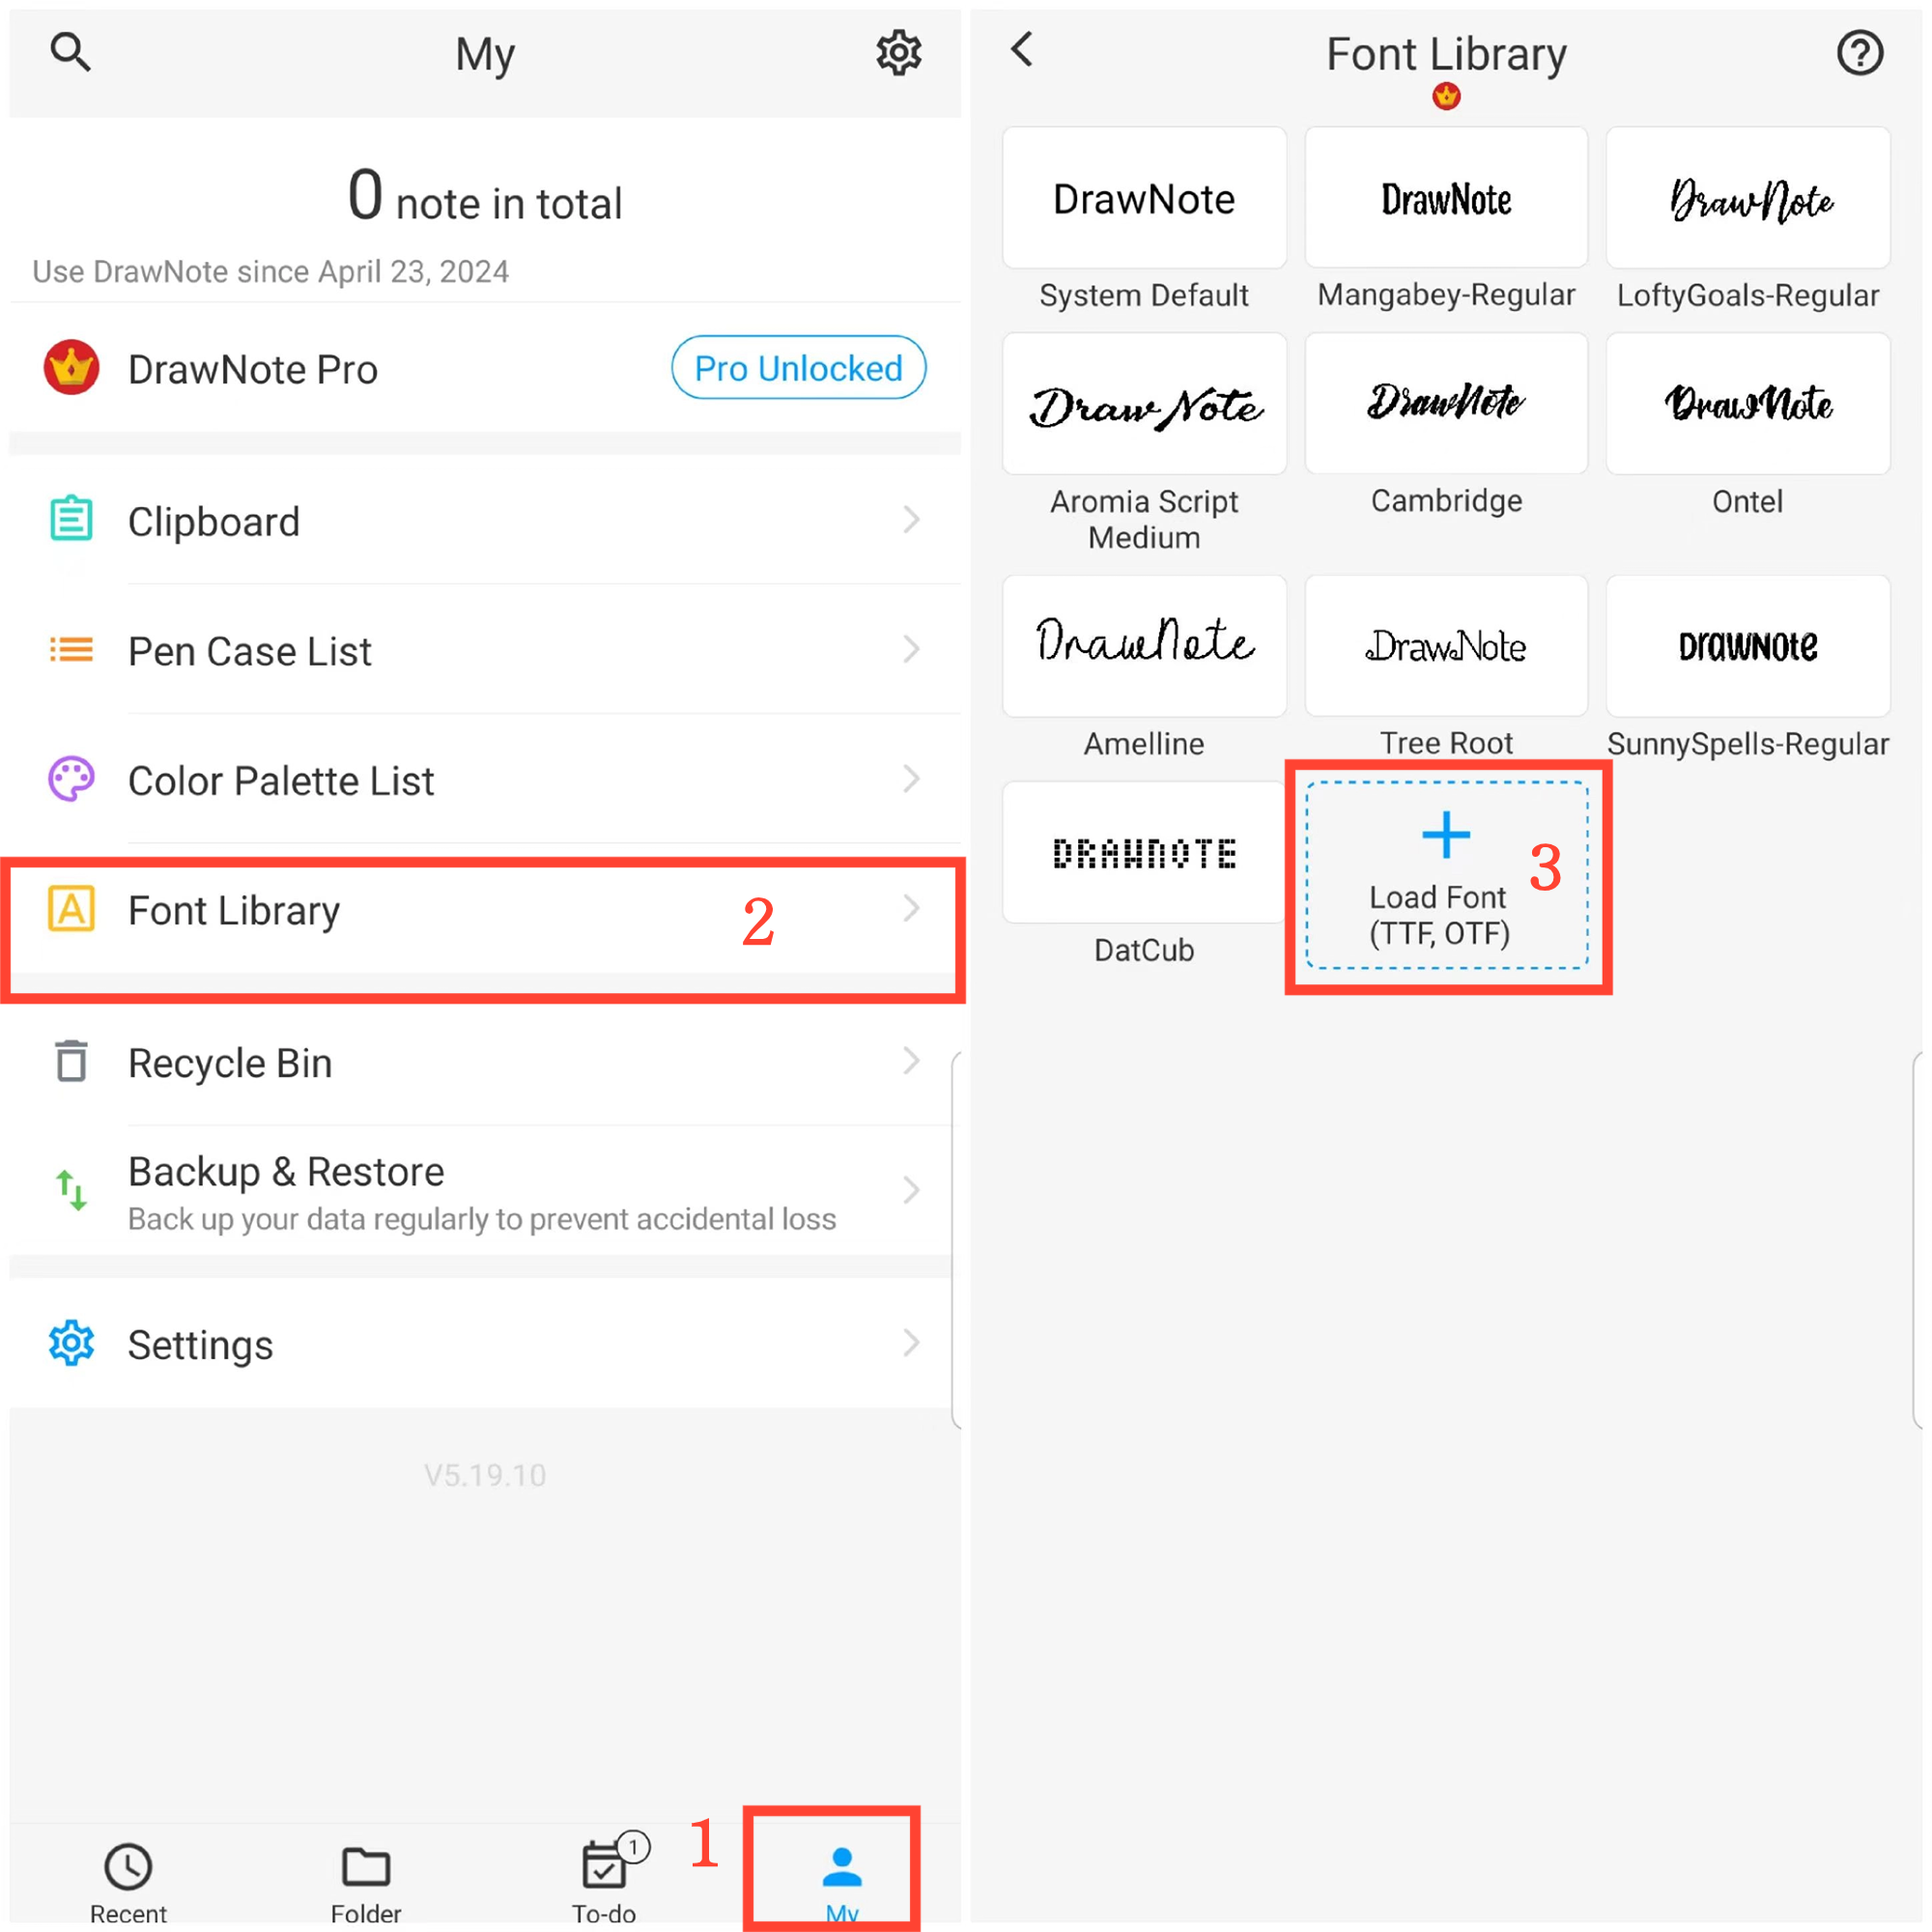 My
0 note in total
Use DrawNote since April 23, 2024
DrawNote Pro
Pro Unlocked
Clipboard
Pen Case List
Color Palette List
A Font Library
2
Recycle Bin
Backup & Restore
Back up your data regularly to prevent accidental loss
Settings
V5.19.10
1
1
Recent
Folder
To-do
My
Font Library
?
DrawNote
DrawNote
DrawNote
System Default
Mangabey-Regular
LoftyGoals-Regular
DrawNote
DrawNote
DrawNote
Aromia Script
Medium
Cambridge
Ontel
DrawNote
DrawNote
DRAWNOTe
Amelline
Tree Root
SunnySpells-Regular
DRAWNOTE
DatCub
Load Font
(TTF, OTF)
3